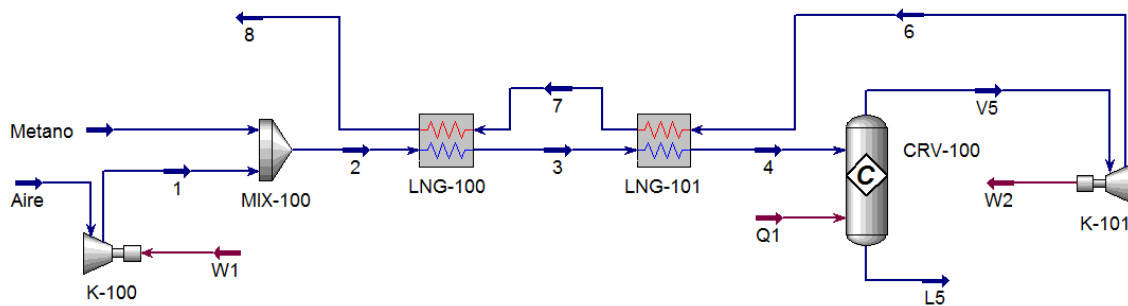 8
6
7
V5
Metano
2
3
4
CRV-100
LNG-100
LNG-101
1
MIX-100
Aire
C
W2
Q1
K-101
W1
K-100
L5